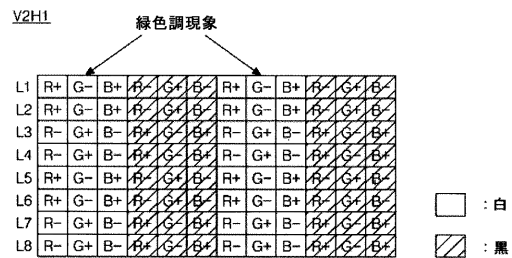 V2H1
緑色調現象
L1 R+ G− B+ R− G+ B− R+ G− B+ R− G+ B−
L2 R+ G− B+ R− G+ B− R+ G− B+ R− G+ B−
L3 R− G+ B− R+ G− B+ R− G+ B− R+ G− B+
L4 R− G+ B− R+ G− B+ R− G+ B− R+ G− B+
L5 R+ G− B+ R− G+ B− R+ G− B+ R− G+ B−
L6 R+ G− B+ R− G+ B− R+ G− B+ R− G+ B−
L7 R− G+ B− R+ G− B+ R− G+ B− R+ G− B+
L8 R− G+ B− R+ G− B+ R− G+ B− R+ G− B+
:白
:黒